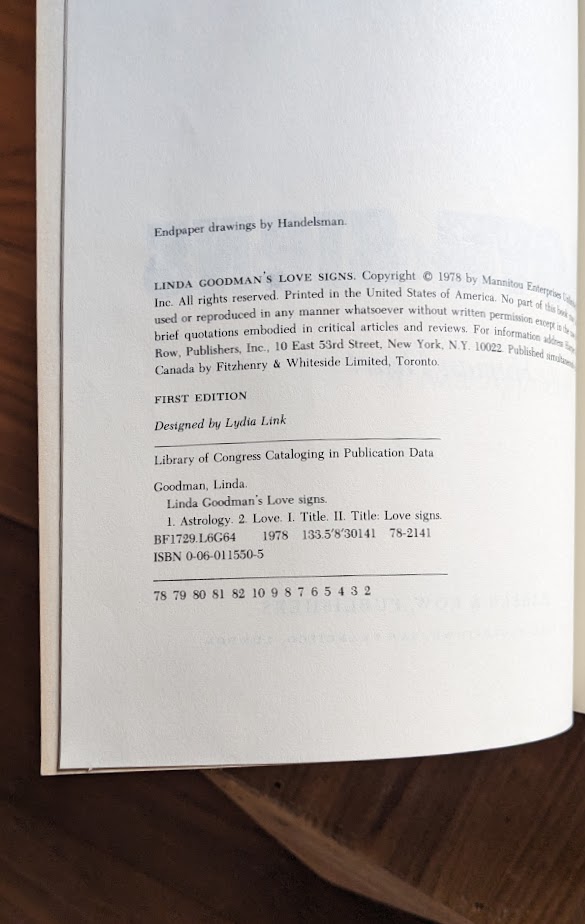 Endpaper drawings by Handelsman.
LINDA GOODMAN'S LOVE SIGNS. Copyright © 1978 by Mannitou Enterprises
Inc. All rights reserved. Printed in the United States of America. No part of this book may
used or reproduced in any manner whatsoever without written permission except in the case
brief quotations embodied in critical articles and reviews. For information address
Row, Publishers, Inc., 10 East 53rd Street, New York, N.Y. 10022. Published simultaneously
Canada by Fitzhenry & Whiteside Limited, Toronto.
FIRST EDITION
Designed by Lydia Link
Library of Congress Cataloging in Publication Data
Goodman, Linda.
Linda Goodman's Love signs.
1. Astrology. 2. Love. I. Title. II. Title: Love signs.
BF1729.L6G64 1978 133.5'8'30141 78-2141
ISBN 0-06-011550-5
78 79 80 81 82 10 9 8 7 6 5 4 3 2